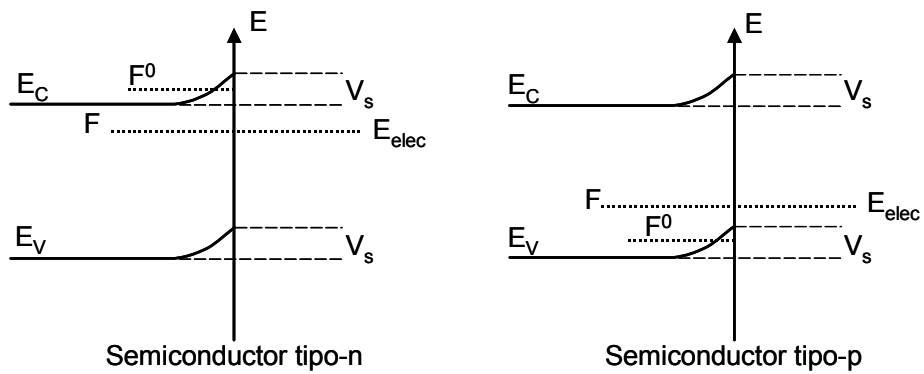 E
F⁰
E_C
V_s
F
E_elec
E_V
V_s
Semiconductor tipo-n
E
E_C
V_s
F
E_elec
F⁰
E_V
V_s
Semiconductor tipo-p